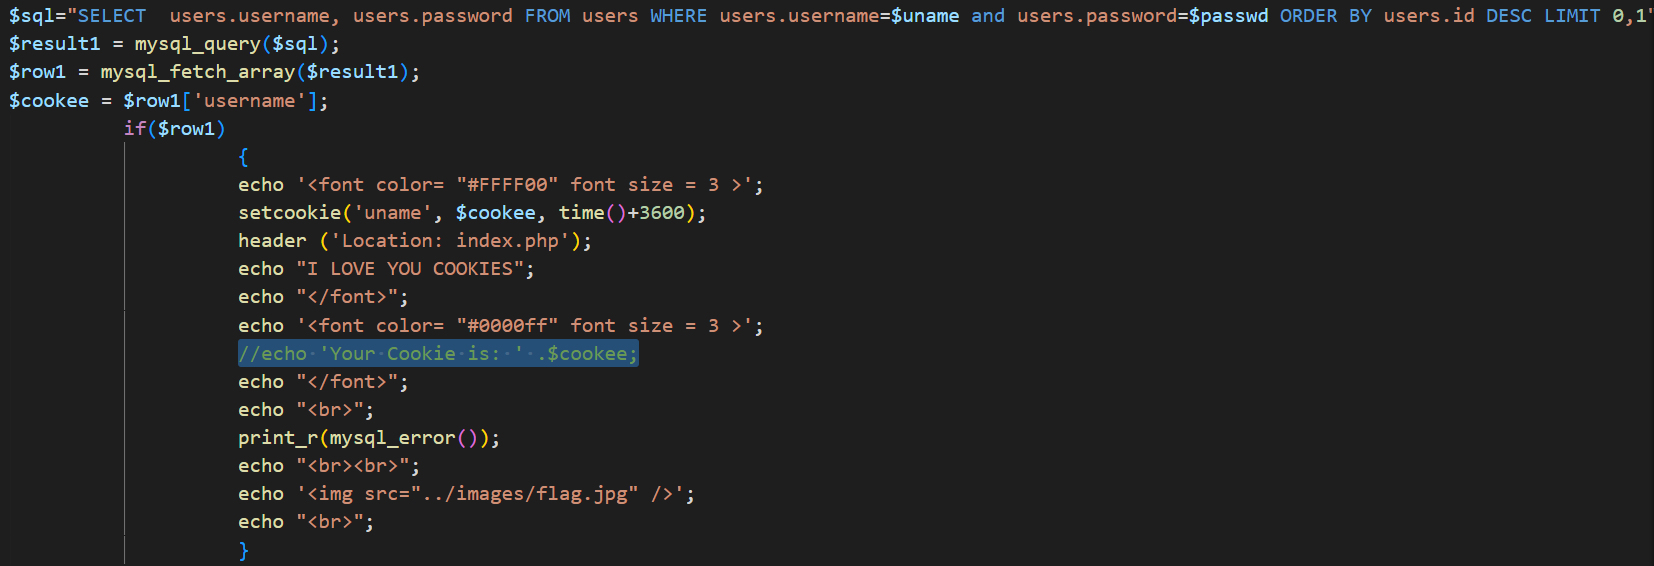 $sql="SELECT  users.username, users.password FROM users WHERE users.username=$uname and users.password=$passwd ORDER BY users.id DESC LIMIT 0,1"
$result1 = mysql_query($sql);
$row1 = mysql_fetch_array($result1);
$cookee = $row1['username'];
if($row1)
{
echo '<font color= "#FFFF00" font size = 3 >';
setcookie('uname', $cookee, time()+3600);
header ('Location: index.php');
echo "I LOVE YOU COOKIES";
echo "</font>";
echo '<font color= "#0000ff" font size = 3 >';
//echo 'Your Cookie is: ' .$cookee;
echo "</font>";
echo "<br>";
print_r(mysql_error());
echo "<br><br>";
echo '<img src="../images/flag.jpg" />';
echo "<br>";
}